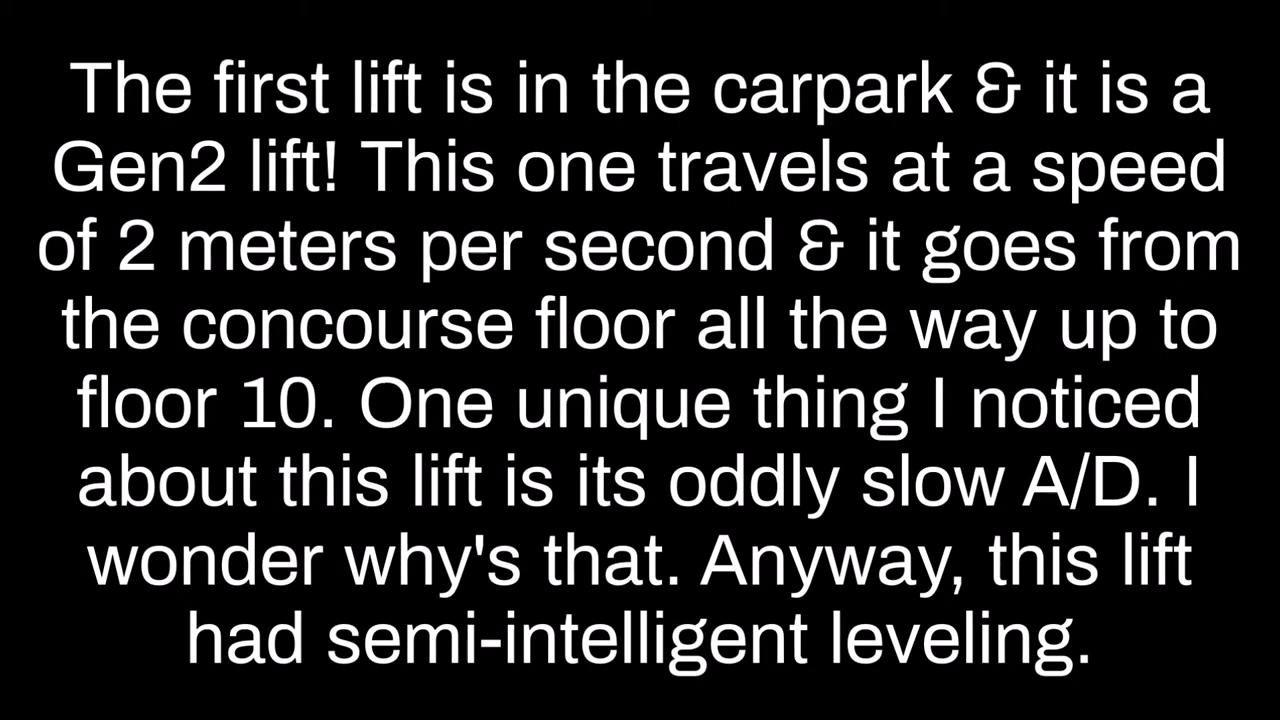 The first lift is in the carpark & it is a
Gen2 lift! This one travels at a speed
of 2 meters per second & it goes from
the concourse floor all the way up to
floor 10. One unique thing I noticed
about this lift is its oddly slow A/D. I
wonder why's that. Anyway, this lift
had semi-intelligent leveling.